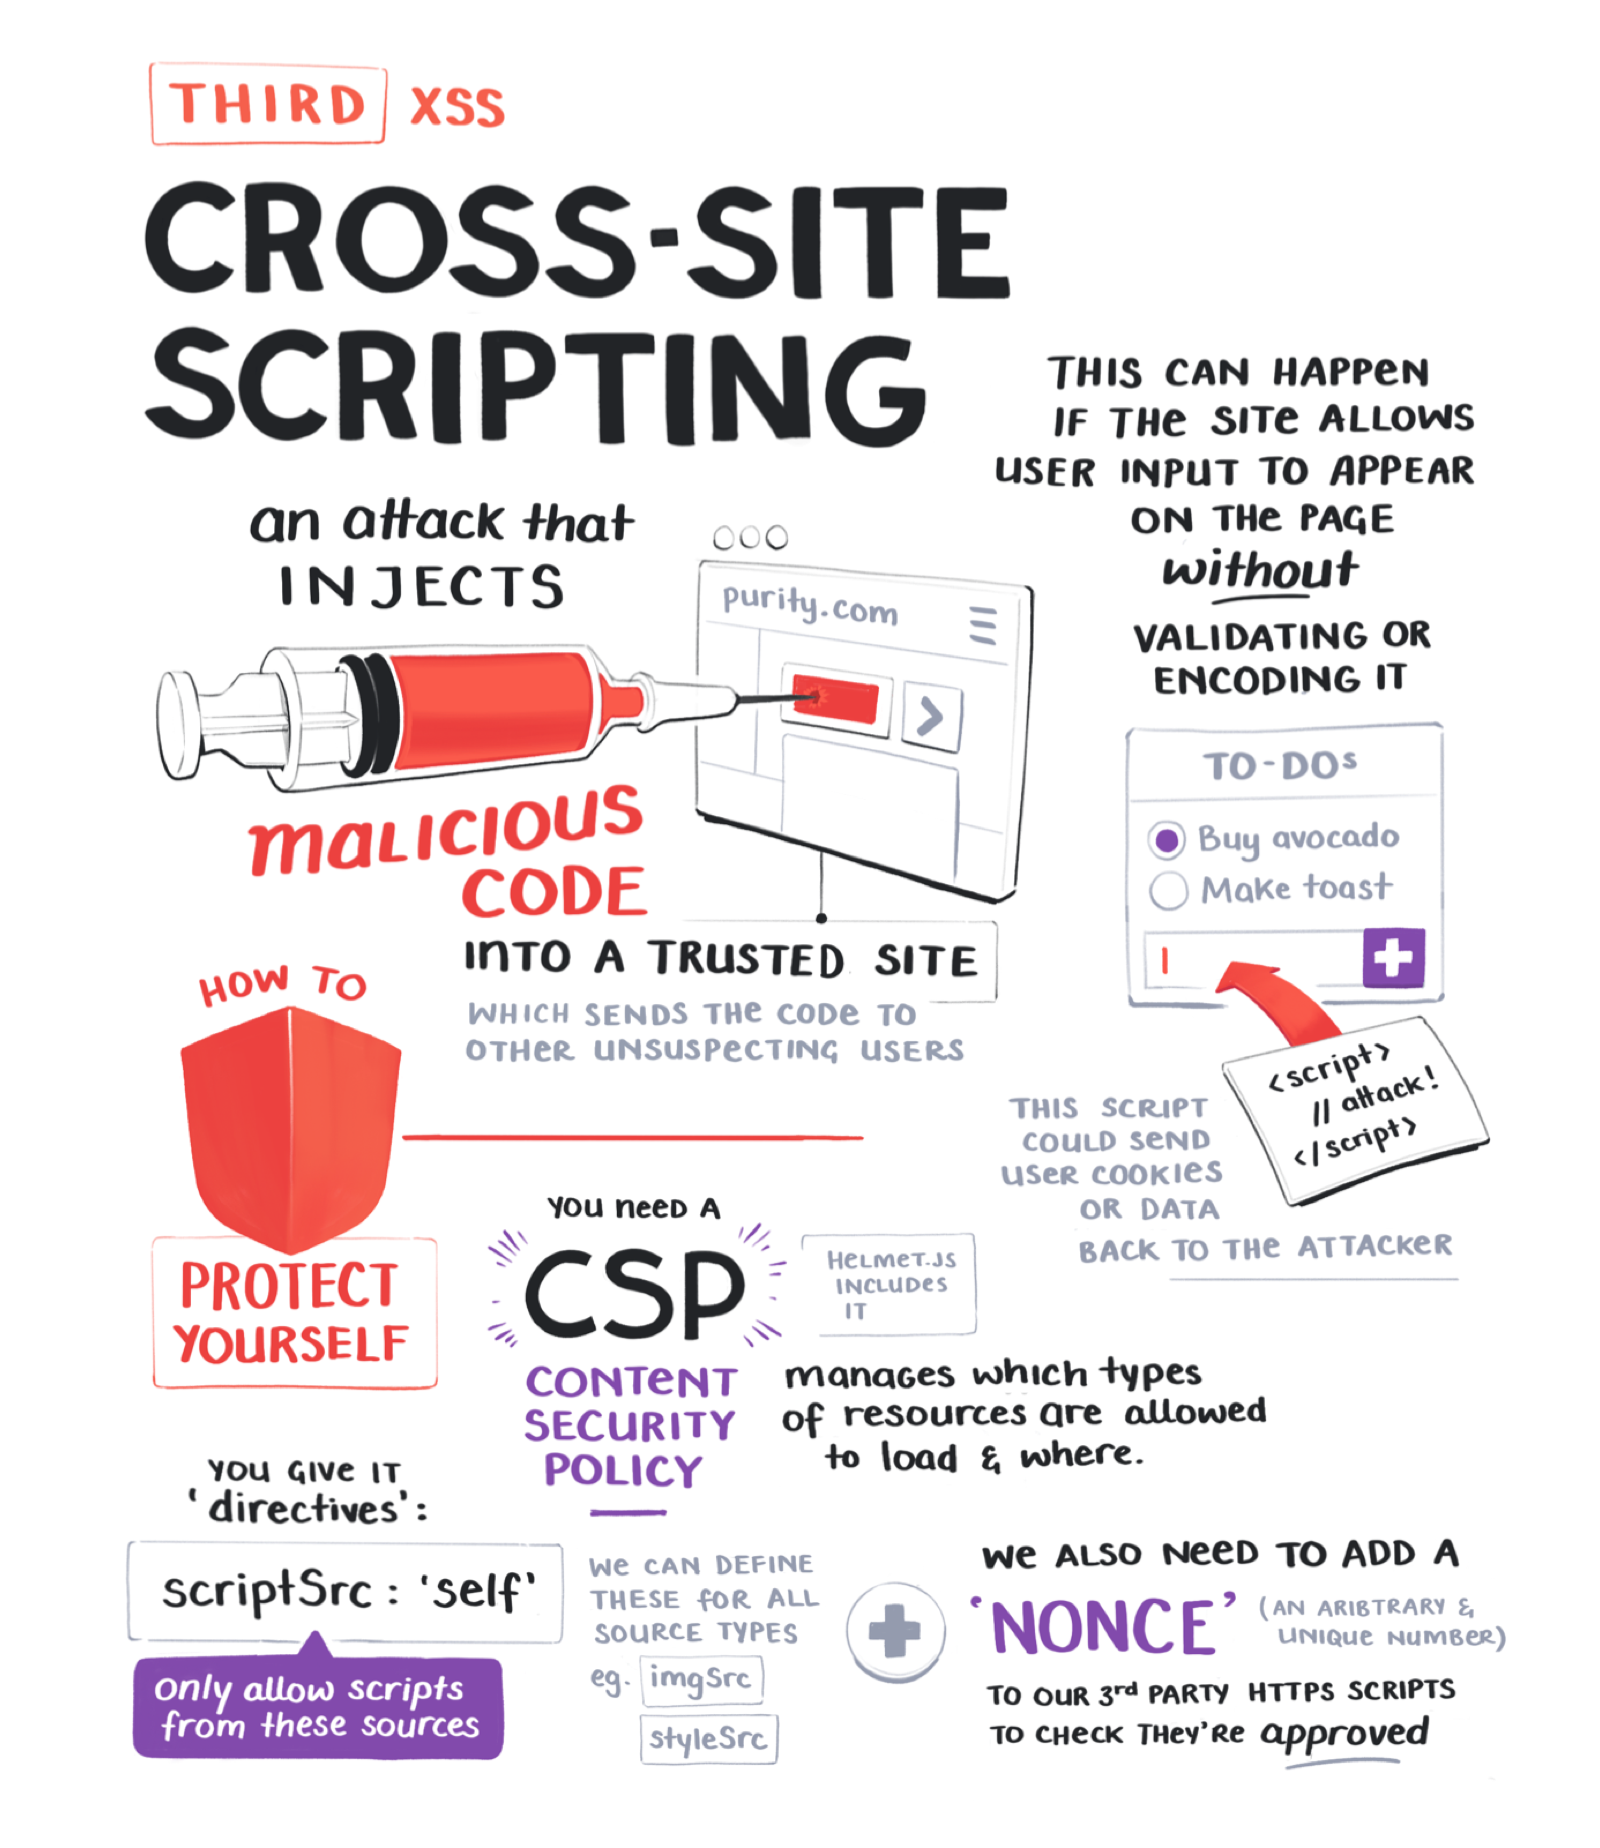 THIRD XSS
CROSS-SITE
SCRIPTING
an attack that
INJECTS
MALICIOUS
CODE
INTO A TRUSTED SITE
WHICH SENDS THE CODE TO
OTHER UNSUSPECTING USERS
purity.com
THIS CAN HAPPEN
IF THE SITE ALLOWS
USER INPUT TO APPEAR
ON THE PAGE
without
VALIDATING OR
ENCODING IT
TO-DOs
Buy avocado
Make toast
<script>
// attack!
</script>
THIS SCRIPT
COULD SEND
USER COOKIES
OR DATA
BACK TO THE ATTACKER
HOW TO
PROTECT
YOURSELF
YOU NEED A
CSP
HELMET.JS
INCLUDES
IT
CONTENT
SECURITY
POLICY
manages which types
of resources are allowed
to load & where.
YOU GIVE IT
'directives':
scriptSrc: 'self'
only allow scripts
from these sources
WE CAN DEFINE
THESE FOR ALL
SOURCE TYPES
eg. imgSrc
styleSrc
WE ALSO NEED TO ADD A
'NONCE' (AN ARIBTRARY &
UNIQUE NUMBER)
TO OUR 3rd PARTY HTTPS SCRIPTS
TO CHECK THEY'RE approved